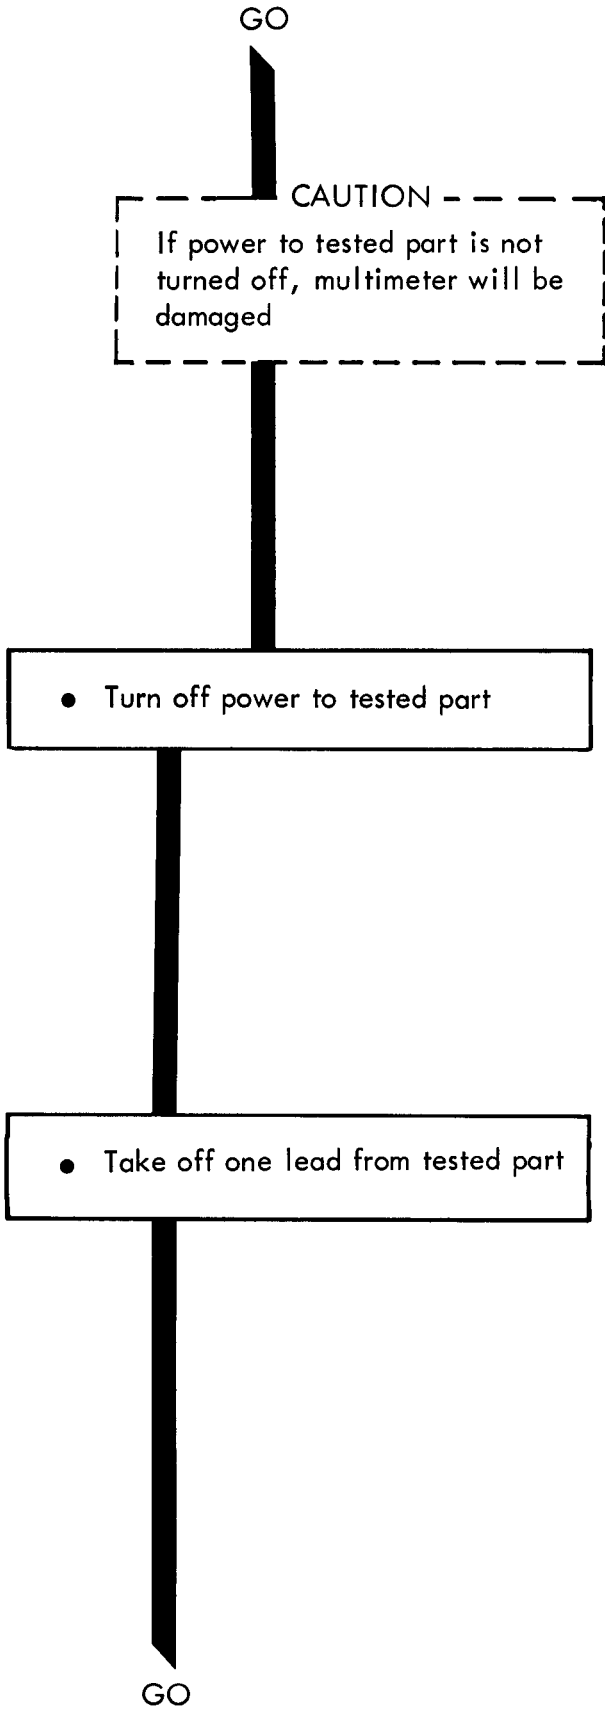 GO
CAUTION
If power to tested part is not
turned off, multimeter will be
damaged
• Turn off power to tested part
• Take off one lead from tested part
GO